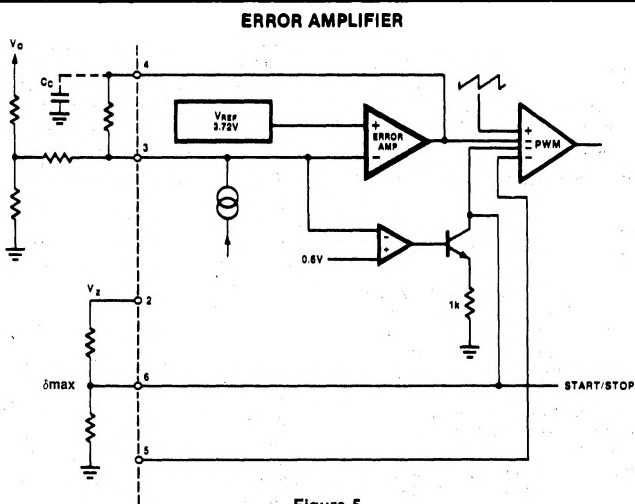 ERROR AMPLIFIER
Vo
Cc
4
VREF
3.72V
+
ERROR
AMP
−
+
−
−
−
PWM
3
−
+
0.6V
1k
Vz
2
δmax
6
START/STOP
5
Figure 5